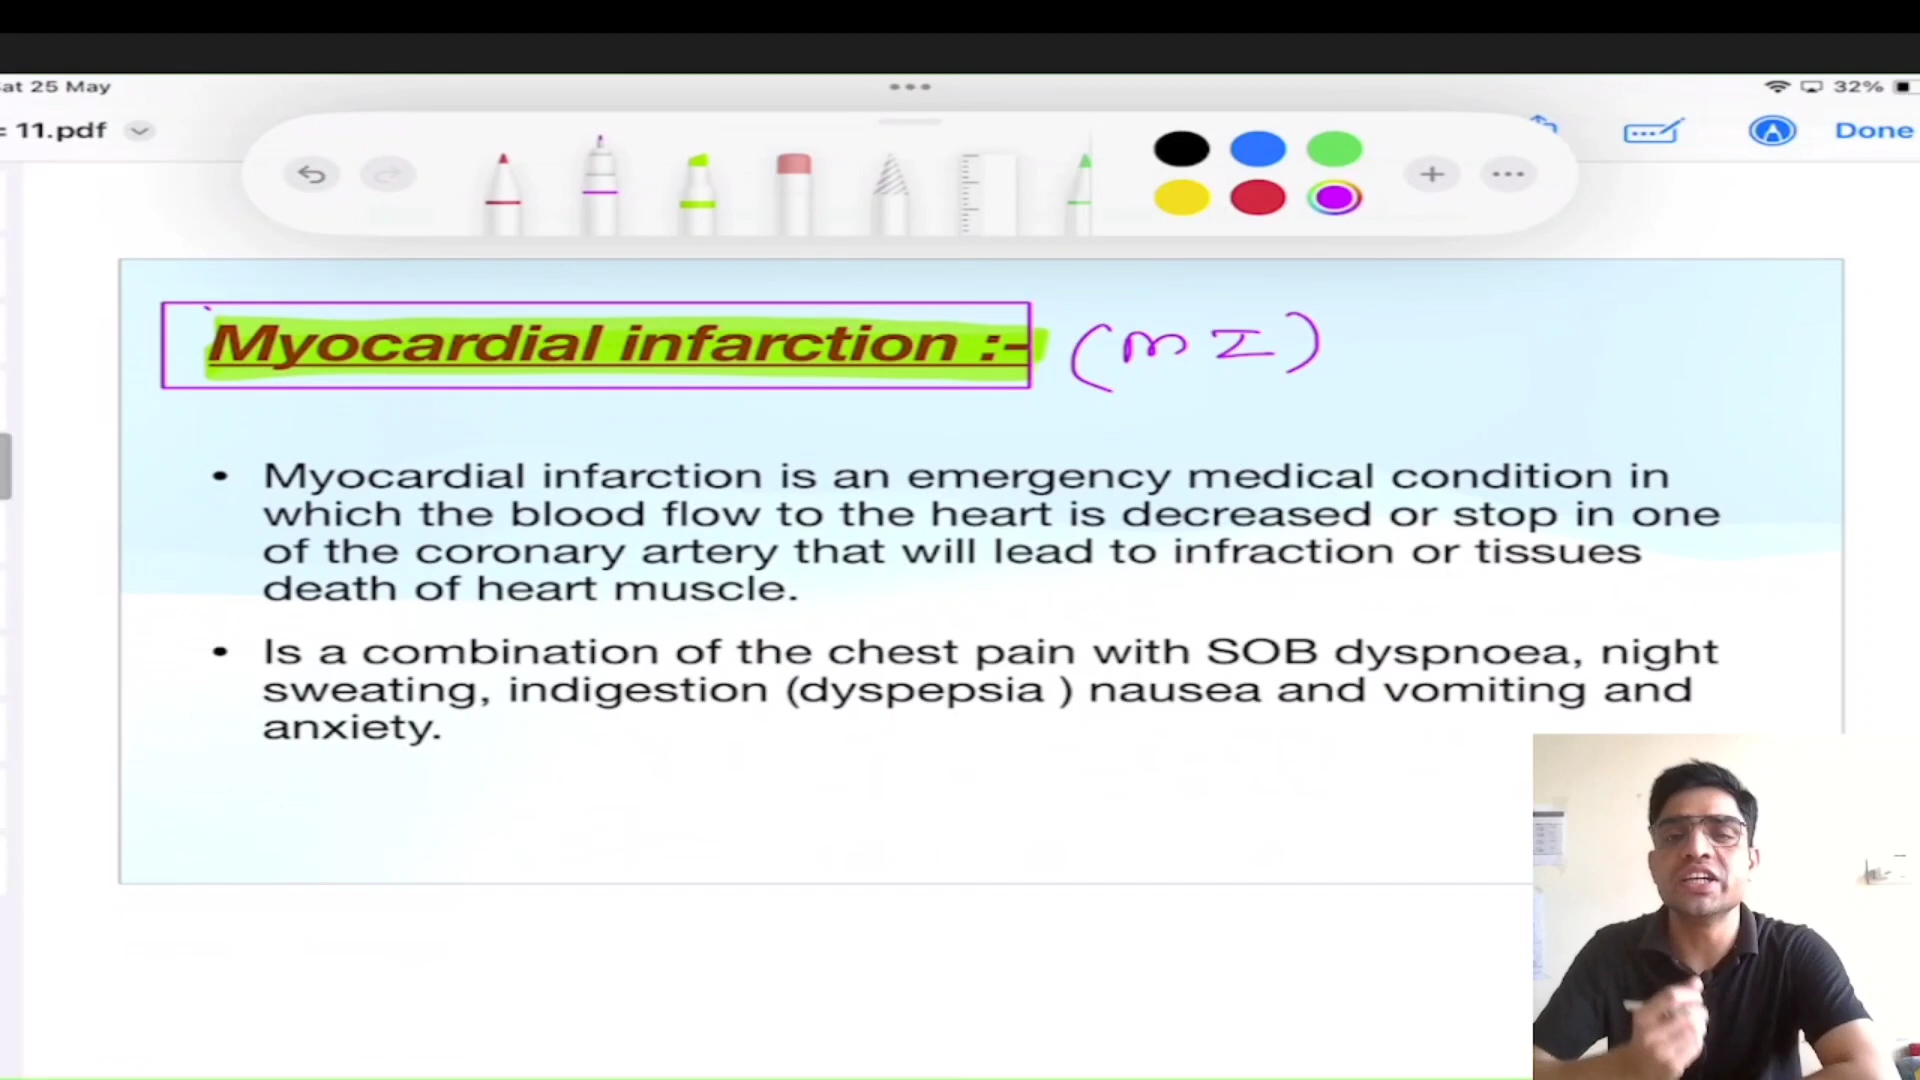 at 25 May
32%
11.pdf
Done
Myocardial infarction :- (MI)
• Myocardial infarction is an emergency medical condition in
which the blood flow to the heart is decreased or stop in one
of the coronary artery that will lead to infraction or tissues
death of heart muscle.
• Is a combination of the chest pain with SOB dyspnoea, night
sweating, indigestion (dyspepsia ) nausea and vomiting and
anxiety.